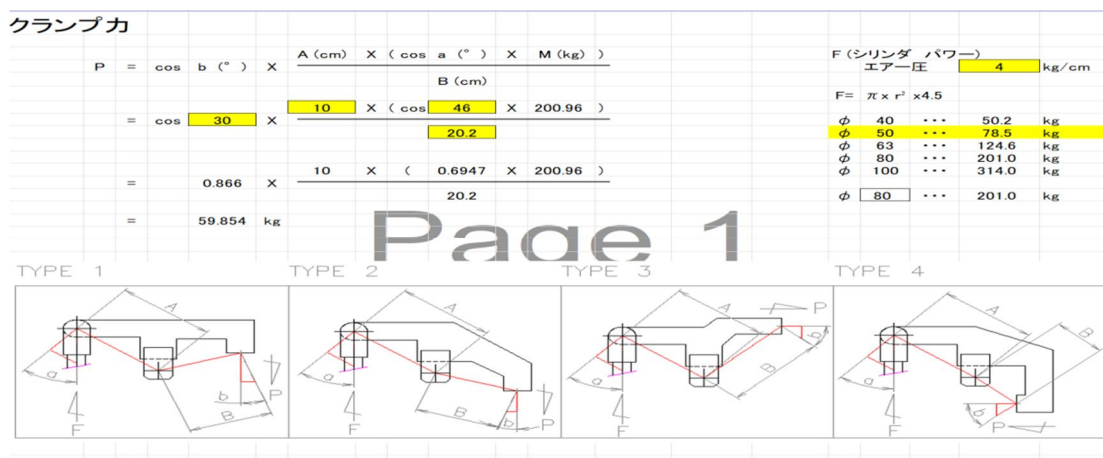 クランプ力
P = cos b (°) X A (cm) X ( cos a (°) X M (kg) )
B (cm)
= cos 30 X 10 X ( cos 46 X 200.96 )
20.2
= 0.866 X 10 X ( 0.6947 X 200.96 )
20.2
= 59.854 kg
F (シリンダ パワー)
エアー圧 4 kg/cm
F= π x r² x4.5
φ 40 ・・・ 50.2 kg
φ 50 ・・・ 78.5 kg
φ 63 ・・・ 124.6 kg
φ 80 ・・・ 201.0 kg
φ 100 ・・・ 314.0 kg
φ 80 ・・・ 201.0 kg
Page 1
TYPE 1
A
a
F
b
P
B
TYPE 2
A
a
F
B
b
P
TYPE 3
A
a
F
P
b
B
TYPE 4
A
B
a
F
b
P